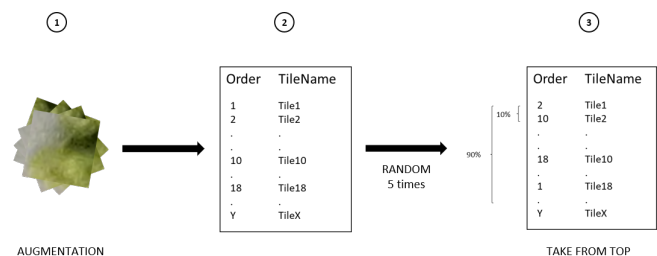 1
2
3
Order TileName
1 Tile1
2 Tile2
. .
. .
10 Tile10
18 Tile18
. .
Y TileX
RANDOM
5 times
10%
90%
Order TileName
2 Tile1
10 Tile2
. .
. .
18 Tile10
. .
1 Tile18
. .
Y TileX
AUGMENTATION
TAKE FROM TOP